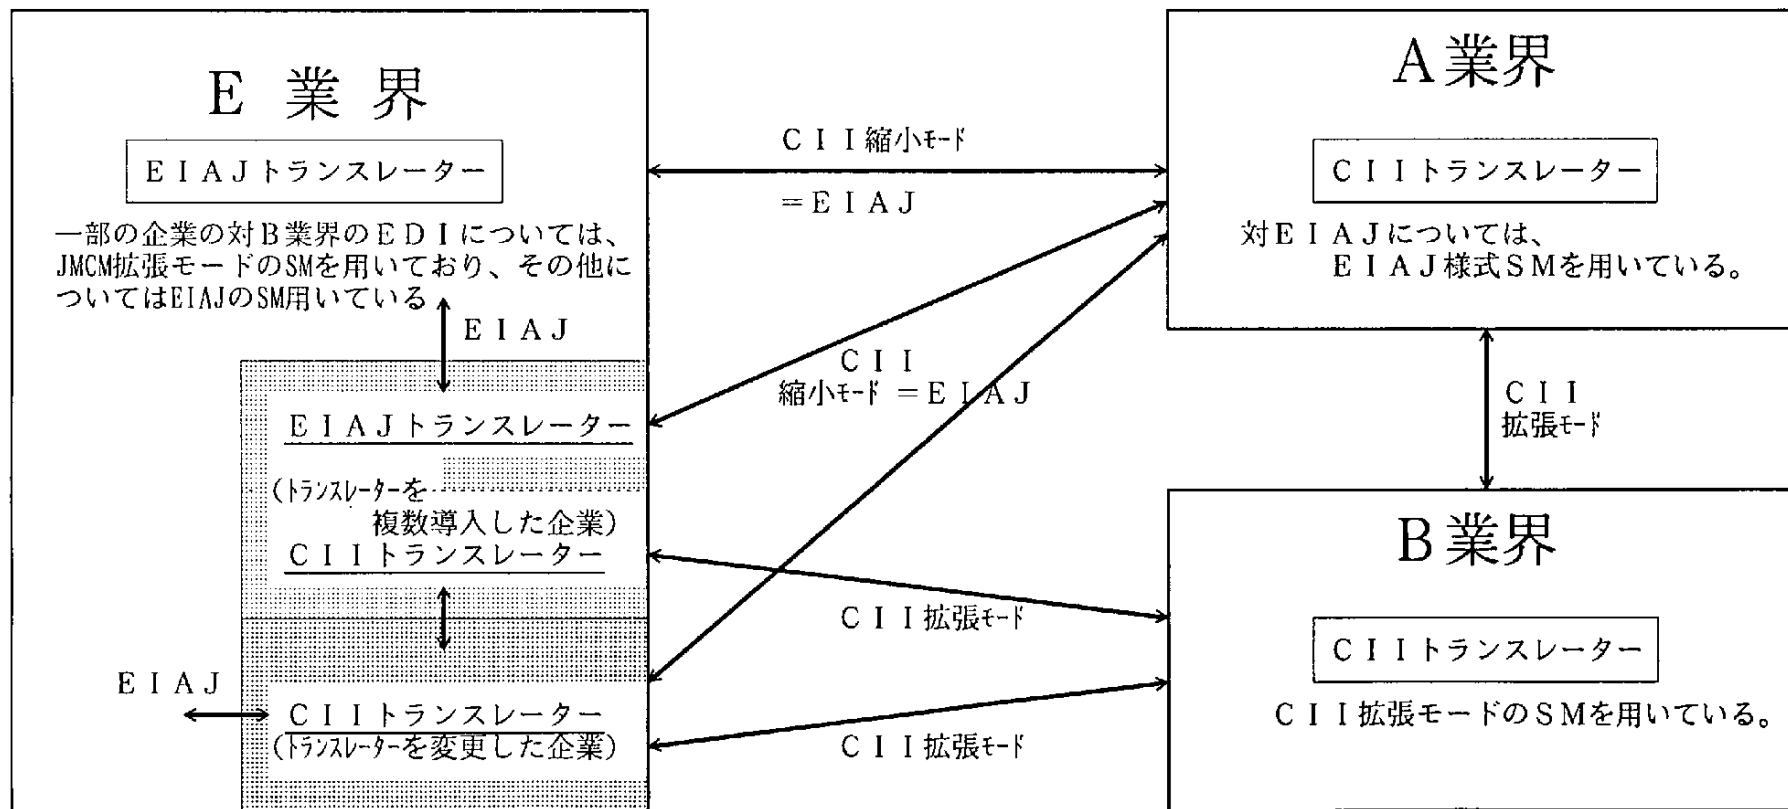 E 業 界
EIAJトランスレーター
一部の企業の対B業界のEDIについては、
JMCM拡張モードのSMを用いており、その他に
ついてはEIAJのSM用いている
EIAJ
EIAJトランスレーター
(トランスレーターを
複数導入した企業)
CIIトランスレーター
EIAJ
CIIトランスレーター
(トランスレーターを変更した企業)
CII縮小モード
=EIAJ
CII
縮小モード =EIAJ
CII拡張モード
CII拡張モード
A業界
CIIトランスレーター
対EIAJについては、
EIAJ様式SMを用いている。
CII
拡張モード
B業界
CIIトランスレーター
CII拡張モードのSMを用いている。